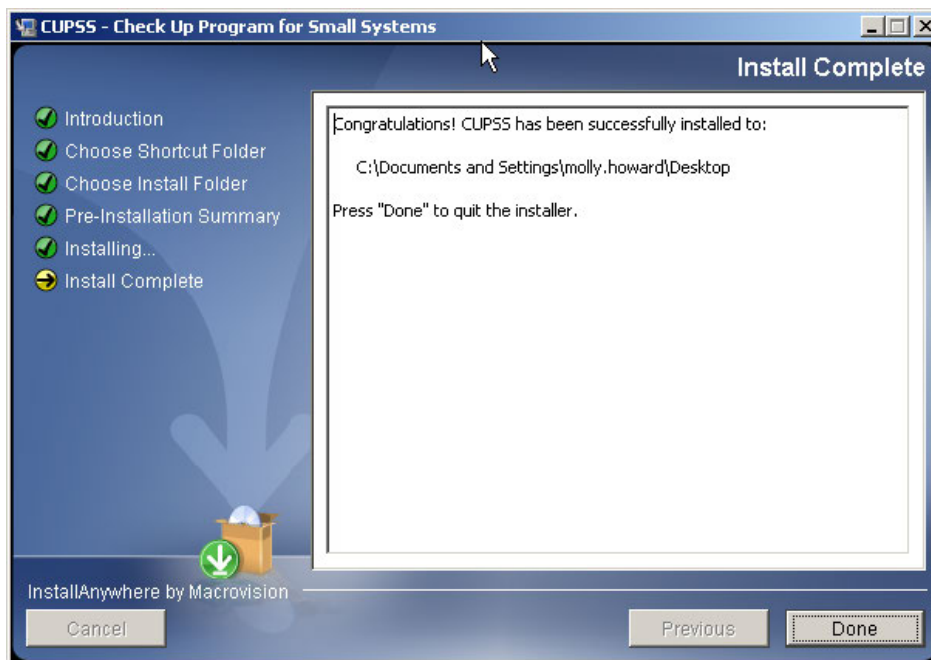 CUPSS - Check Up Program for Small Systems
Install Complete
Introduction
Choose Shortcut Folder
Choose Install Folder
Pre-Installation Summary
Installing...
Install Complete
Congratulations! CUPSS has been successfully installed to:
C:\Documents and Settings\molly.howard\Desktop
Press "Done" to quit the installer.
InstallAnywhere by Macrovision
Cancel
Previous
Done